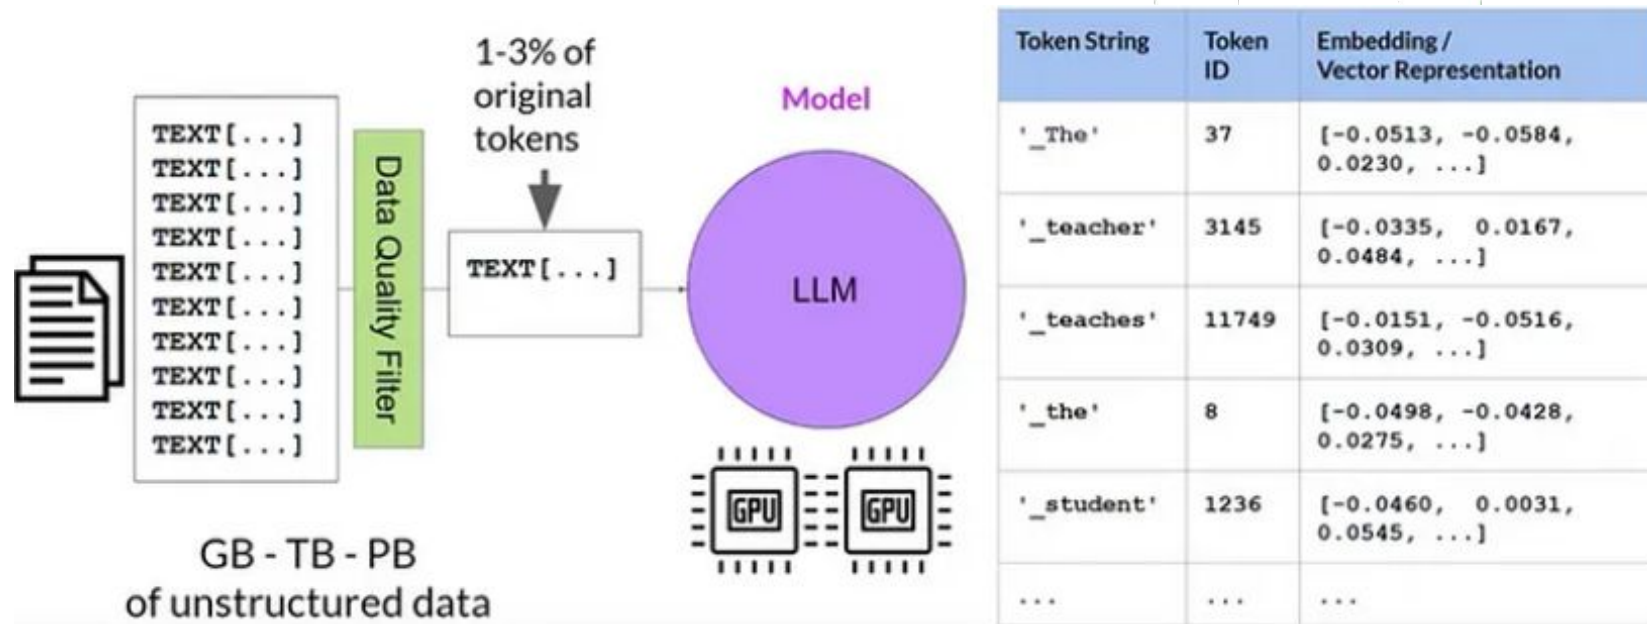 TEXT[...]
TEXT[...]
TEXT[...]
TEXT[...]
TEXT[...]
TEXT[...]
TEXT[...]
TEXT[...]
TEXT[...]
TEXT[...]
GB - TB - PB
of unstructured data
Data Quality Filter
1-3% of
original
tokens
TEXT[...]
Model
LLM
GPU
GPU
Token String Token ID Embedding / Vector Representation
'_The' 37 [-0.0513, -0.0584,
0.0230, ...]
'_teacher' 3145 [-0.0335, 0.0167,
0.0484, ...]
'_teaches' 11749 [-0.0151, -0.0516,
0.0309, ...]
'_the' 8 [-0.0498, -0.0428,
0.0275, ...]
'_student' 1236 [-0.0460, 0.0031,
0.0545, ...]
... ... ...